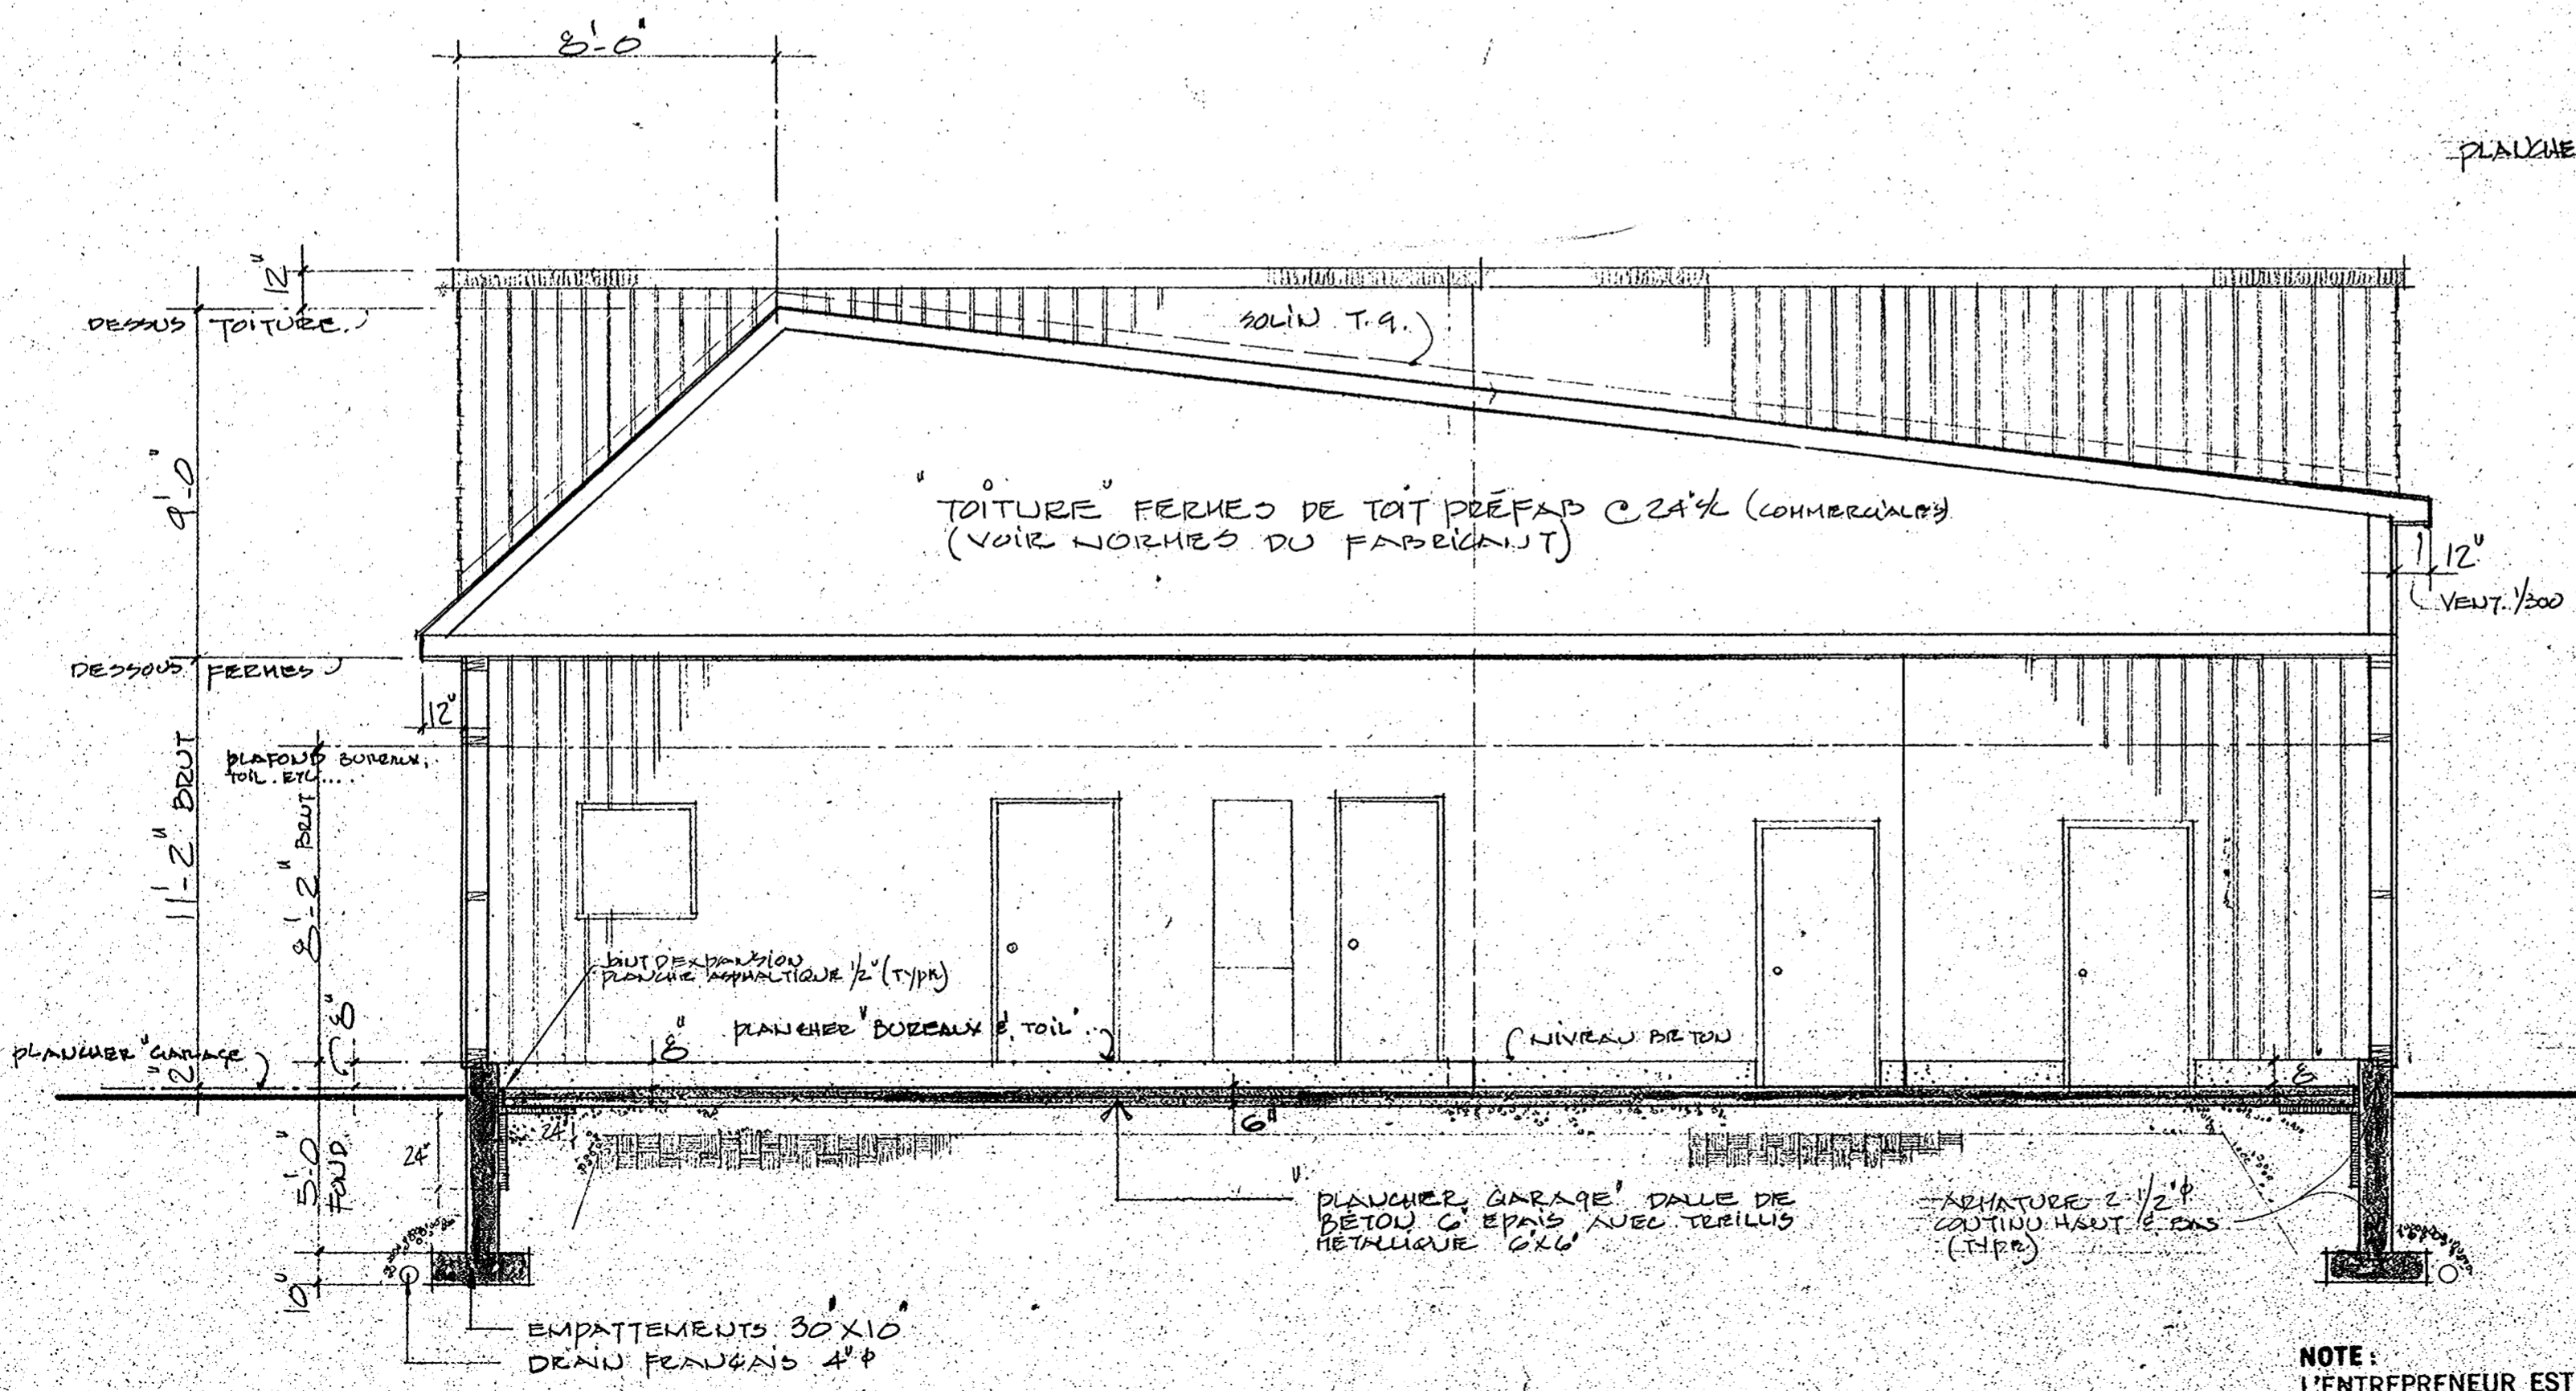 8'-0"
PLANCHE
12"
DESSUS TOITURE
SOLIN T.G.
9'-0"
"TOITURE" FERMES DE TOIT PRÉFAB @ 24"c/c (COMMERCIALES)
(VOIR NORMES DU FABRICANT)
12"
VENT. 1/300
DESSOUS FERMES
12"
PLAFOND BUREAUX,
TOIL. ETC....
11'-2" BRUT
8'-2" BRUT
JOINT D'EXPANSION
PLANCHE ASPHALTIQUE 1/2" (TYPE)
8"
8"
PLANCHER "BUREAUX & TOIL"
NIVEAU BETON
PLANCHER "GARAGE"
2"
8"
24"
24"
6"
5'-0"
FOND.
PLANCHER "GARAGE" DALLE DE
BÉTON 6" EPAIS AVEC TREILLIS
MÉTALLIQUE 6"X6"
ARMATURE 2 1/2"φ
CONTINU HAUT & BAS
(TYPE)
10"
EMPATTEMENTS 30"X10"
DRAIN FRANÇAIS 4"φ
NOTE:
L'ENTREPRENEUR EST